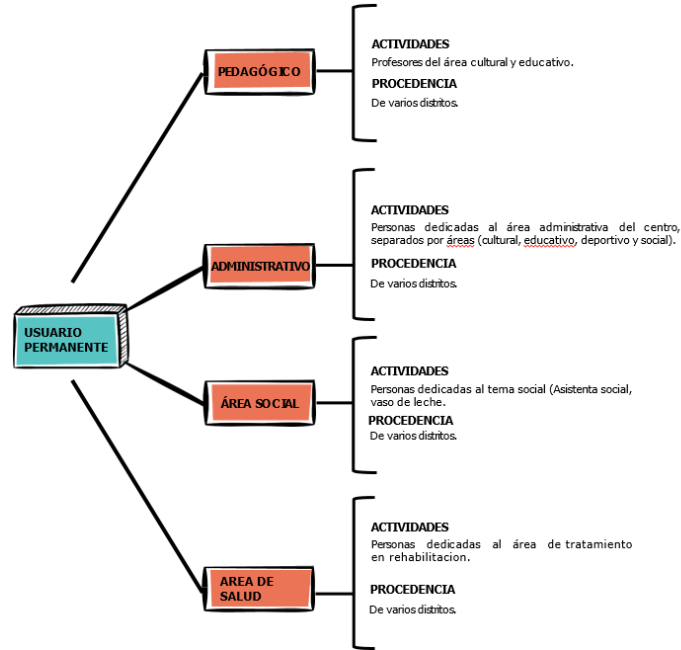 USUARIO
PERMANENTE
PEDAGÓGICO
ACTIVIDADES
Profesores del área cultural y educativo.
PROCEDENCIA
De varios distritos.
ADMINISTRATIVO
ACTIVIDADES
Personas dedicadas al área administrativa del centro,
separados por áreas (cultural, educativo, deportivo y social).
PROCEDENCIA
De varios distritos.
ÁREA SOCIAL
ACTIVIDADES
Personas dedicadas al tema social (Asistenta social,
vaso de leche.
PROCEDENCIA
De varios distritos.
AREA DE
SALUD
ACTIVIDADES
Personas dedicadas al área de tratamiento
en rehabilitacion.
PROCEDENCIA
De varios distritos.